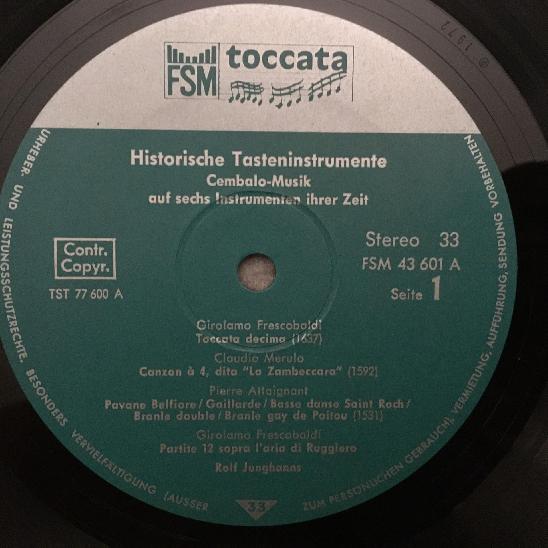 ℗ 1972
FSM
toccata
Historische Tasteninstrumente
Cembalo-Musik
auf sechs Instrumenten ihrer Zeit
Contr.
Copyr.
TST 77 600 A
Stereo 33
FSM 43 601 A
Seite 1
Girolamo Frescobaldi
Toccata decima (1637)
Claudio Merulo
Canzon à 4, dita "La Zambeccara" (1592)
Pierre Attaignant
Pavane Belfiore/Gaillarde/Basse danse Saint Roch/
Branle double/Branle gay de Poitou (1531)
Girolamo Frescobaldi
Partite 12 sopra l'aria di Ruggiero
Rolf Junghanns
URHEBER- UND LEISTUNGSSCHUTZRECHTE, BESONDERS VERVIELFÄLTIGUNG (AUSSER
33
ZUM PERSÖNLICHEN GEBRAUCH), VERMIETUNG, AUFFÜHRUNG, SENDUNG VORBEHALTEN